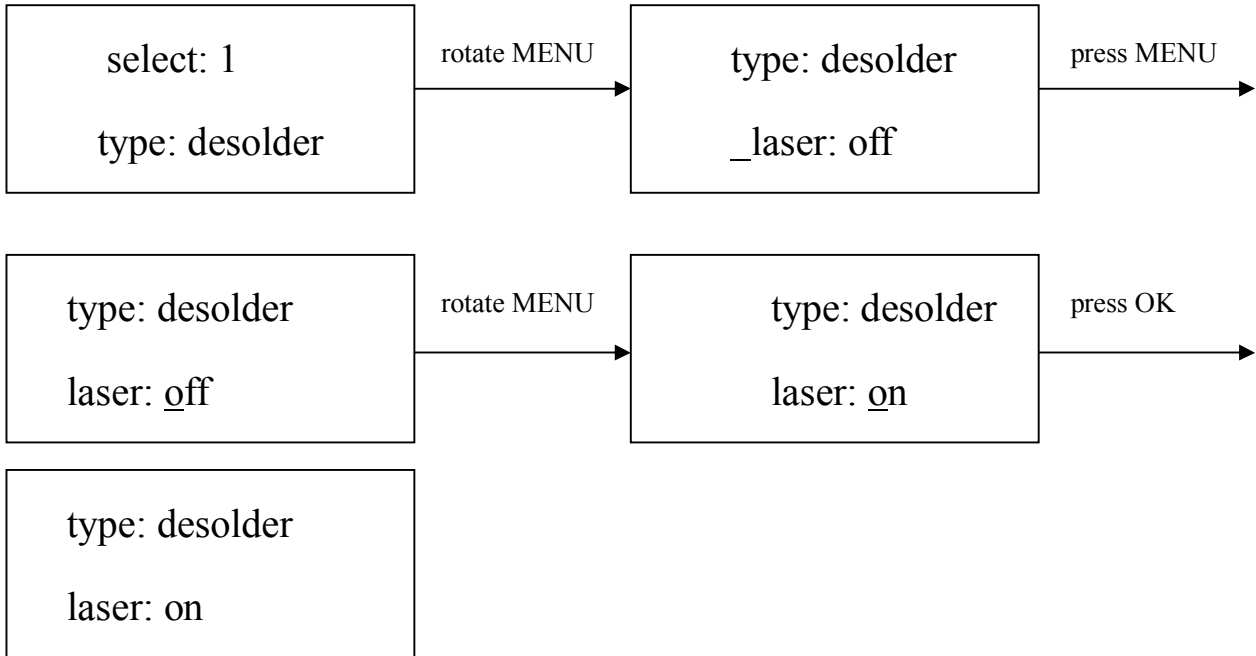 select: 1
type: desolder
rotate MENU
type: desolder
_laser: off
press MENU
type: desolder
laser: off
rotate MENU
type: desolder
laser: on
press OK
type: desolder
laser: on